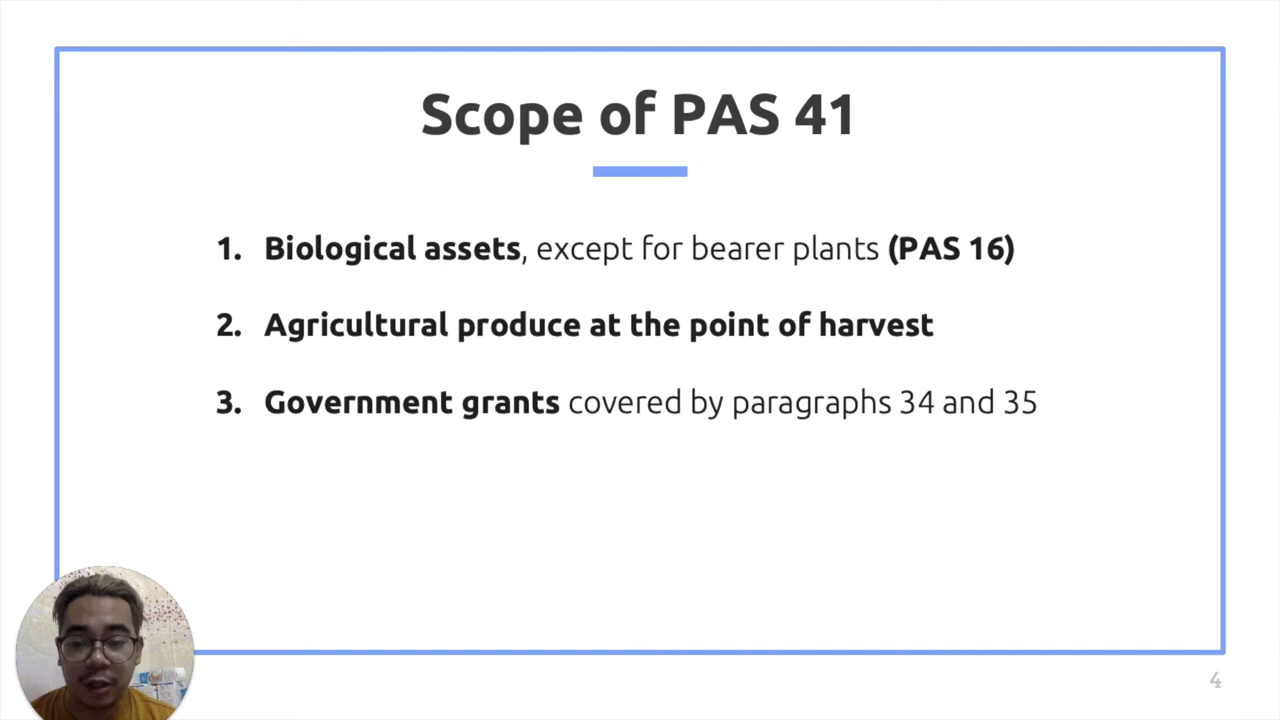 Scope of PAS 41
1. Biological assets, except for bearer plants (PAS 16)
2. Agricultural produce at the point of harvest
3. Government grants covered by paragraphs 34 and 35
4